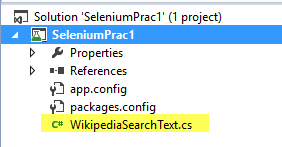 Solution 'SeleniumPrac1' (1 project)
SeleniumPrac1
Properties
References
app.config
packages.config
C# WikipediaSearchText.cs